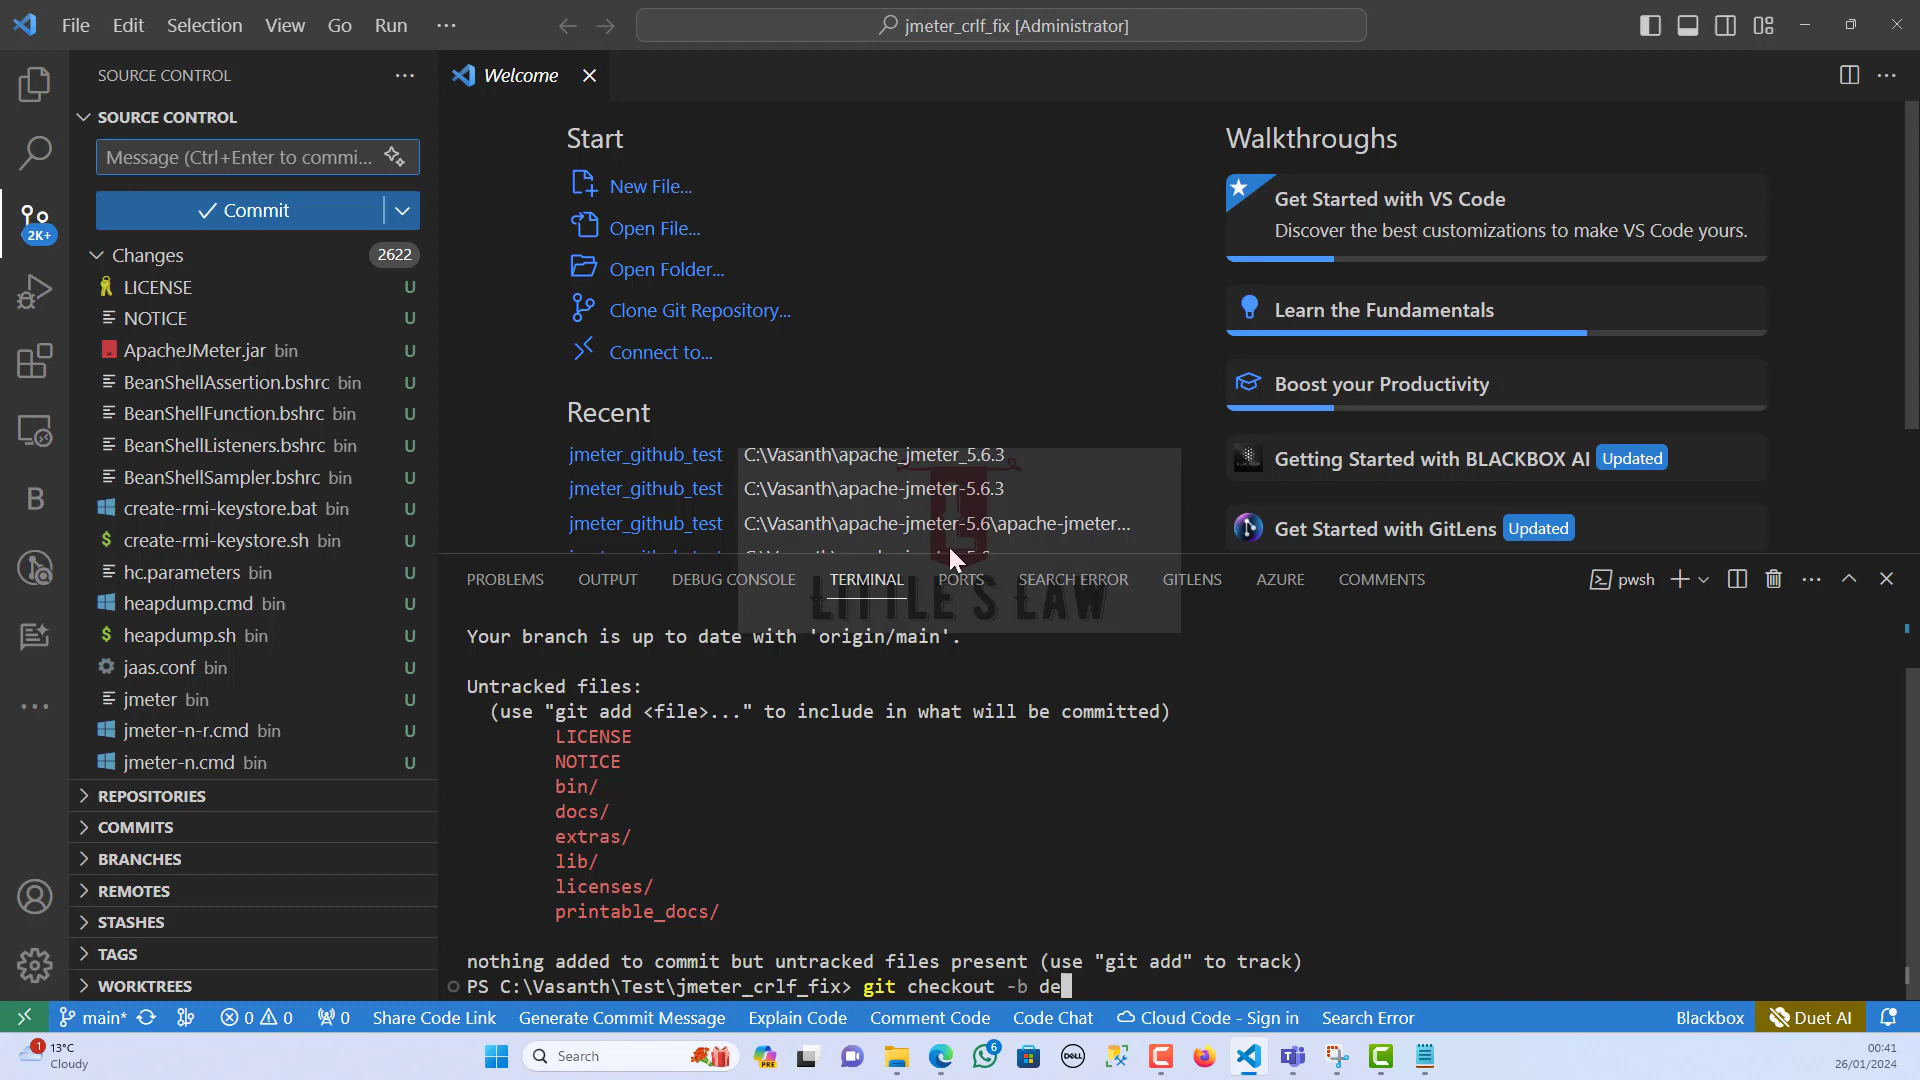 File Edit Selection View Go Run ···
jmeter_crlf_fix [Administrator]
SOURCE CONTROL
SOURCE CONTROL
Message (Ctrl+Enter to commi...
Commit
Changes 2622
LICENSE U
NOTICE U
ApacheJMeter.jar bin U
BeanShellAssertion.bshrc bin U
BeanShellFunction.bshrc bin U
BeanShellListeners.bshrc bin U
BeanShellSampler.bshrc bin U
create-rmi-keystore.bat bin U
create-rmi-keystore.sh bin U
hc.parameters bin U
heapdump.cmd bin U
heapdump.sh bin U
jaas.conf bin U
jmeter bin U
jmeter-n-r.cmd bin U
jmeter-n.cmd bin U
REPOSITORIES
COMMITS
BRANCHES
REMOTES
STASHES
TAGS
WORKTREES
2K+
B
Welcome
Start
New File...
Open File...
Open Folder...
Clone Git Repository...
Connect to...
Recent
jmeter_github_test C:\Vasanth\apache_jmeter_5.6.3
jmeter_github_test C:\Vasanth\apache-jmeter-5.6.3
jmeter_github_test C:\Vasanth\apache-jmeter-5.6\apache-jmeter...
Walkthroughs
Get Started with VS Code
Discover the best customizations to make VS Code yours.
Learn the Fundamentals
Boost your Productivity
Getting Started with BLACKBOX AI Updated
Get Started with GitLens Updated
LITTLE'S LAW
PROBLEMS OUTPUT DEBUG CONSOLE TERMINAL PORTS SEARCH ERROR GITLENS AZURE COMMENTS pwsh
Your branch is up to date with 'origin/main'.
Untracked files:
(use "git add <file>..." to include in what will be committed)
LICENSE
NOTICE
bin/
docs/
extras/
lib/
licenses/
printable_docs/
nothing added to commit but untracked files present (use "git add" to track)
PS C:\Vasanth\Test\jmeter_crlf_fix> git checkout -b de
main* 0 0 0 Share Code Link Generate Commit Message Explain Code Comment Code Code Chat Cloud Code - Sign in Search Error Blackbox Duet AI
1 13°C
Cloudy
Search
PRE
6
DELL
00:41
26/01/2024